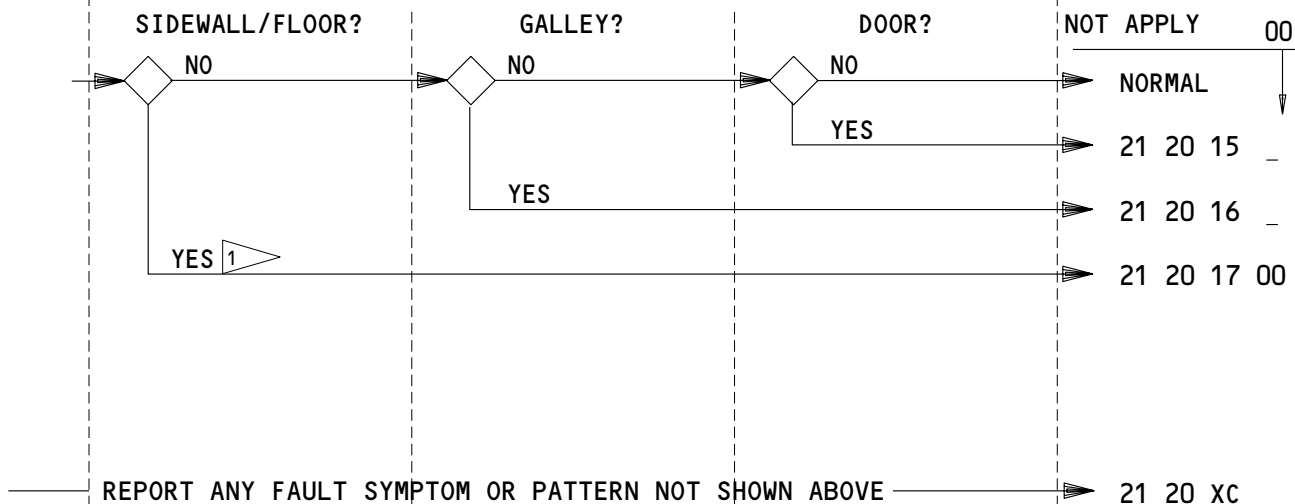 SIDEWALL/FLOOR? GALLEY? DOOR? NOT APPLY 00
NO NO NO NORMAL
YES 21 20 15 _
YES 21 20 16 _
YES 1 21 20 17 00
REPORT ANY FAULT SYMPTOM OR PATTERN NOT SHOWN ABOVE 21 20 XC